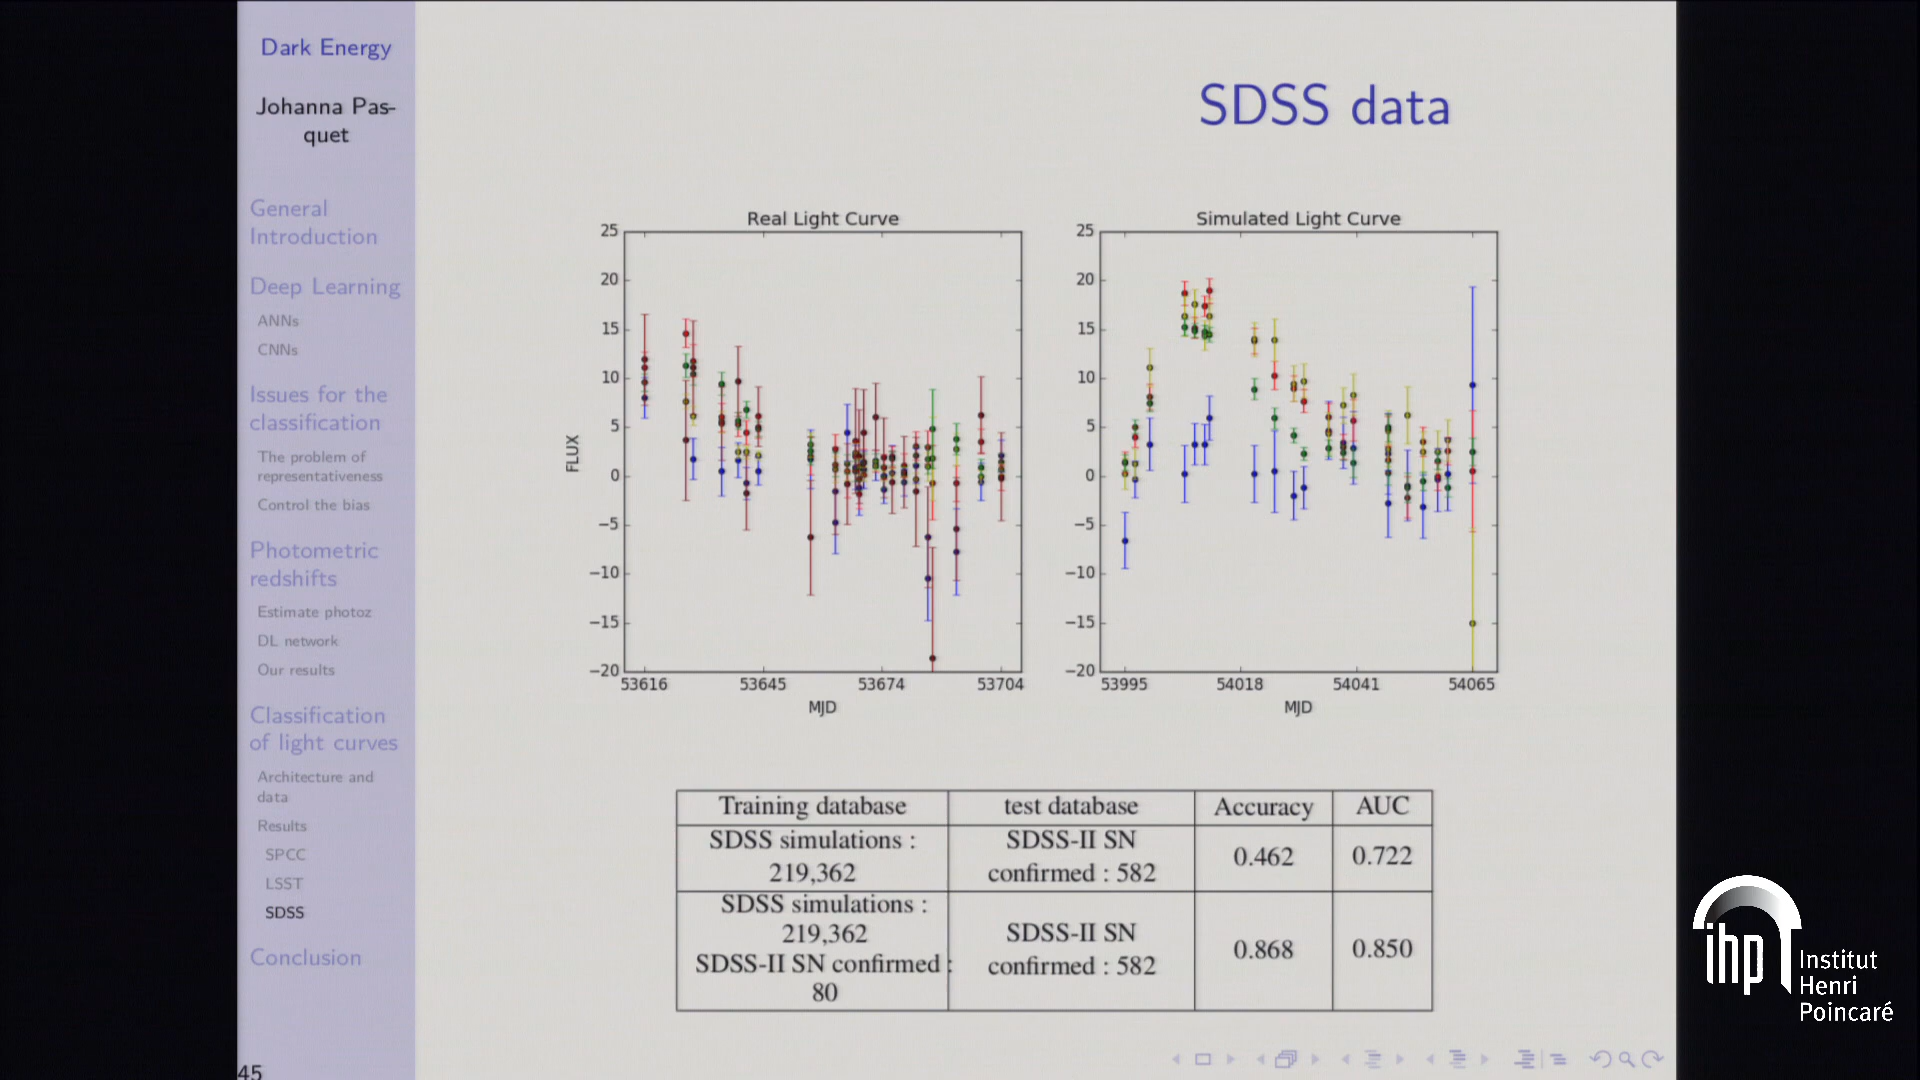 Dark Energy
Johanna Pas-
quet
General
Introduction
Deep Learning
ANNs
CNNs
Issues for the
classification
The problem of
representativeness
Control the bias
Photometric
redshifts
Estimate photoz
DL network
Our results
Classification
of light curves
Architecture and
data
Results
SPCC
LSST
SDSS
Conclusion
45
SDSS data
Real Light Curve
25
20
15
10
5
0
−5
−10
−15
−20
FLUX
53616 53645 53674 53704
MJD
Simulated Light Curve
25
20
15
10
5
0
−5
−10
−15
−20
53995 54018 54041 54065
MJD
Training database test database Accuracy AUC
SDSS simulations :
219,362
SDSS-II SN
confirmed : 582
0.462
0.722
SDSS simulations :
219,362
SDSS-II SN confirmed :
80
SDSS-II SN
confirmed : 582
0.868
0.850
ihp
Institut
Henri
Poincaré